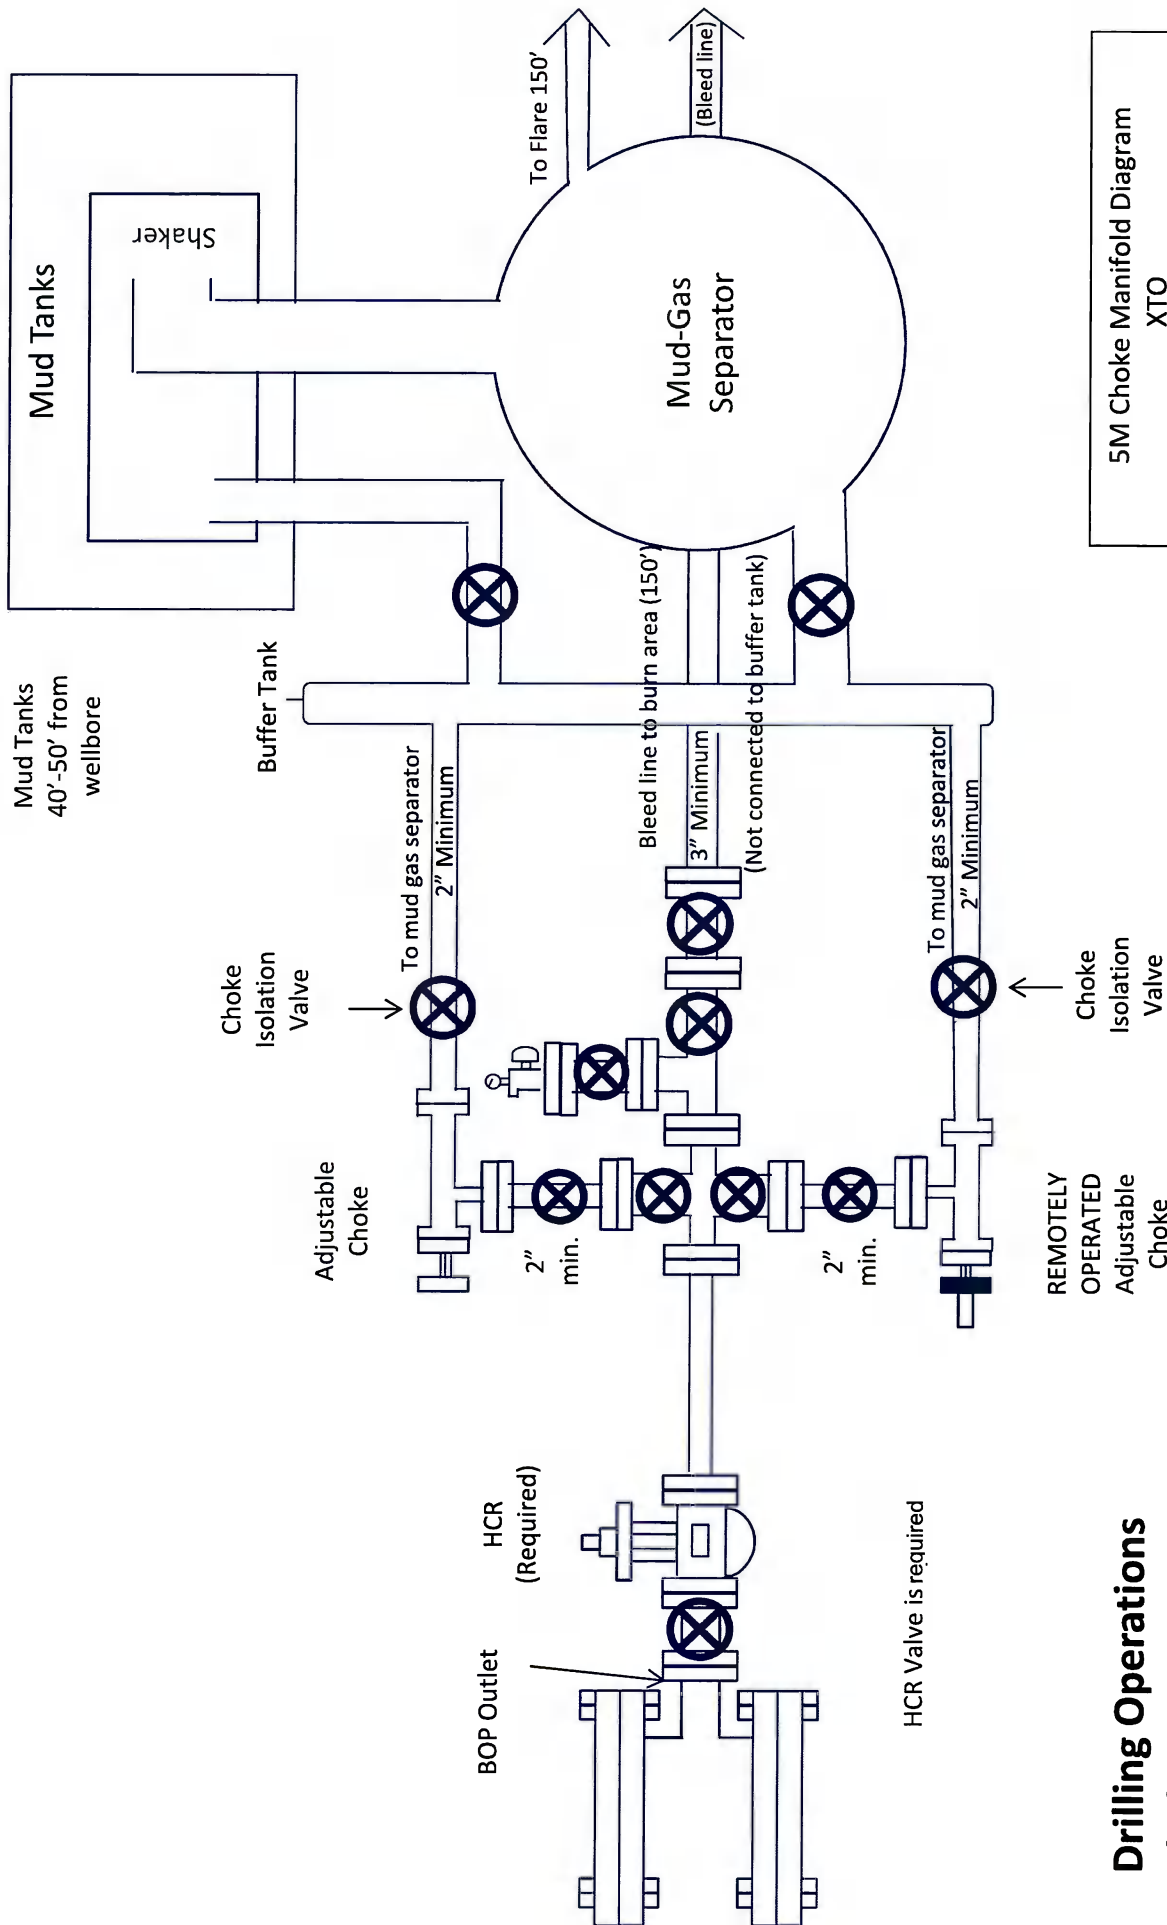 Mud Tanks
40'-50' from
wellbore
Mud Tanks
Shaker
Buffer Tank
To Flare 150'
(Bleed line)
Mud-Gas
Separator
Choke
Isolation
Valve
To mud gas separator
2" Minimum
Adjustable
Choke
2"
min.
Bleed line to burn area (150')
3" Minimum
(Not connected to buffer tank)
2"
min.
To mud gas separator
2" Minimum
Choke
Isolation
Valve
REMOTELY
OPERATED
Adjustable
Choke
HCR
(Required)
BOP Outlet
HCR Valve is required
5M Choke Manifold Diagram
XTO
Drilling Operations